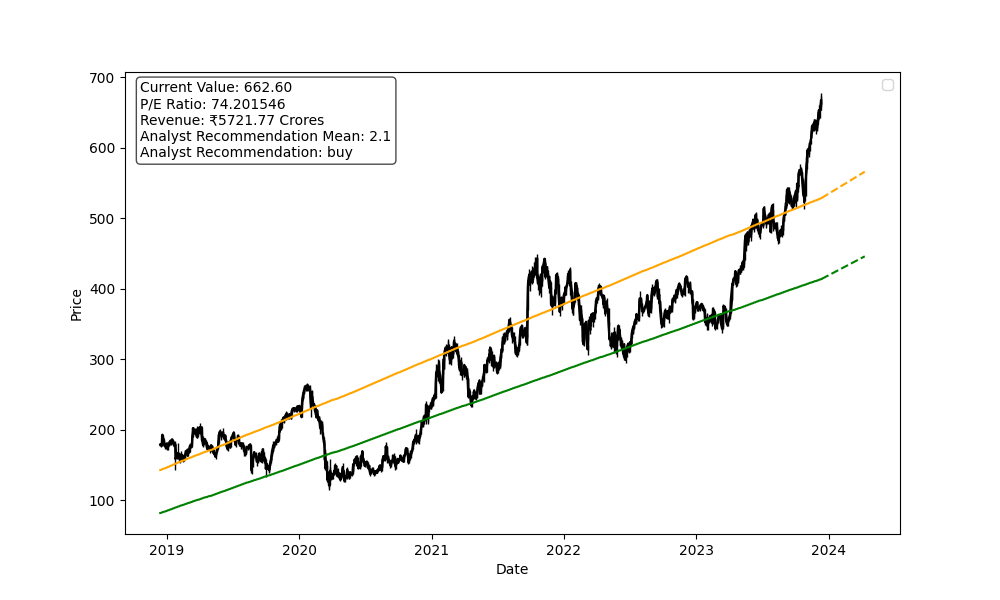 Current Value: 662.60
P/E Ratio: 74.201546
Revenue: ₹5721.77 Crores
Analyst Recommendation Mean: 2.1
Analyst Recommendation: buy
700
600
500
400
300
200
100
Price
2019 2020 2021 2022 2023 2024
Date